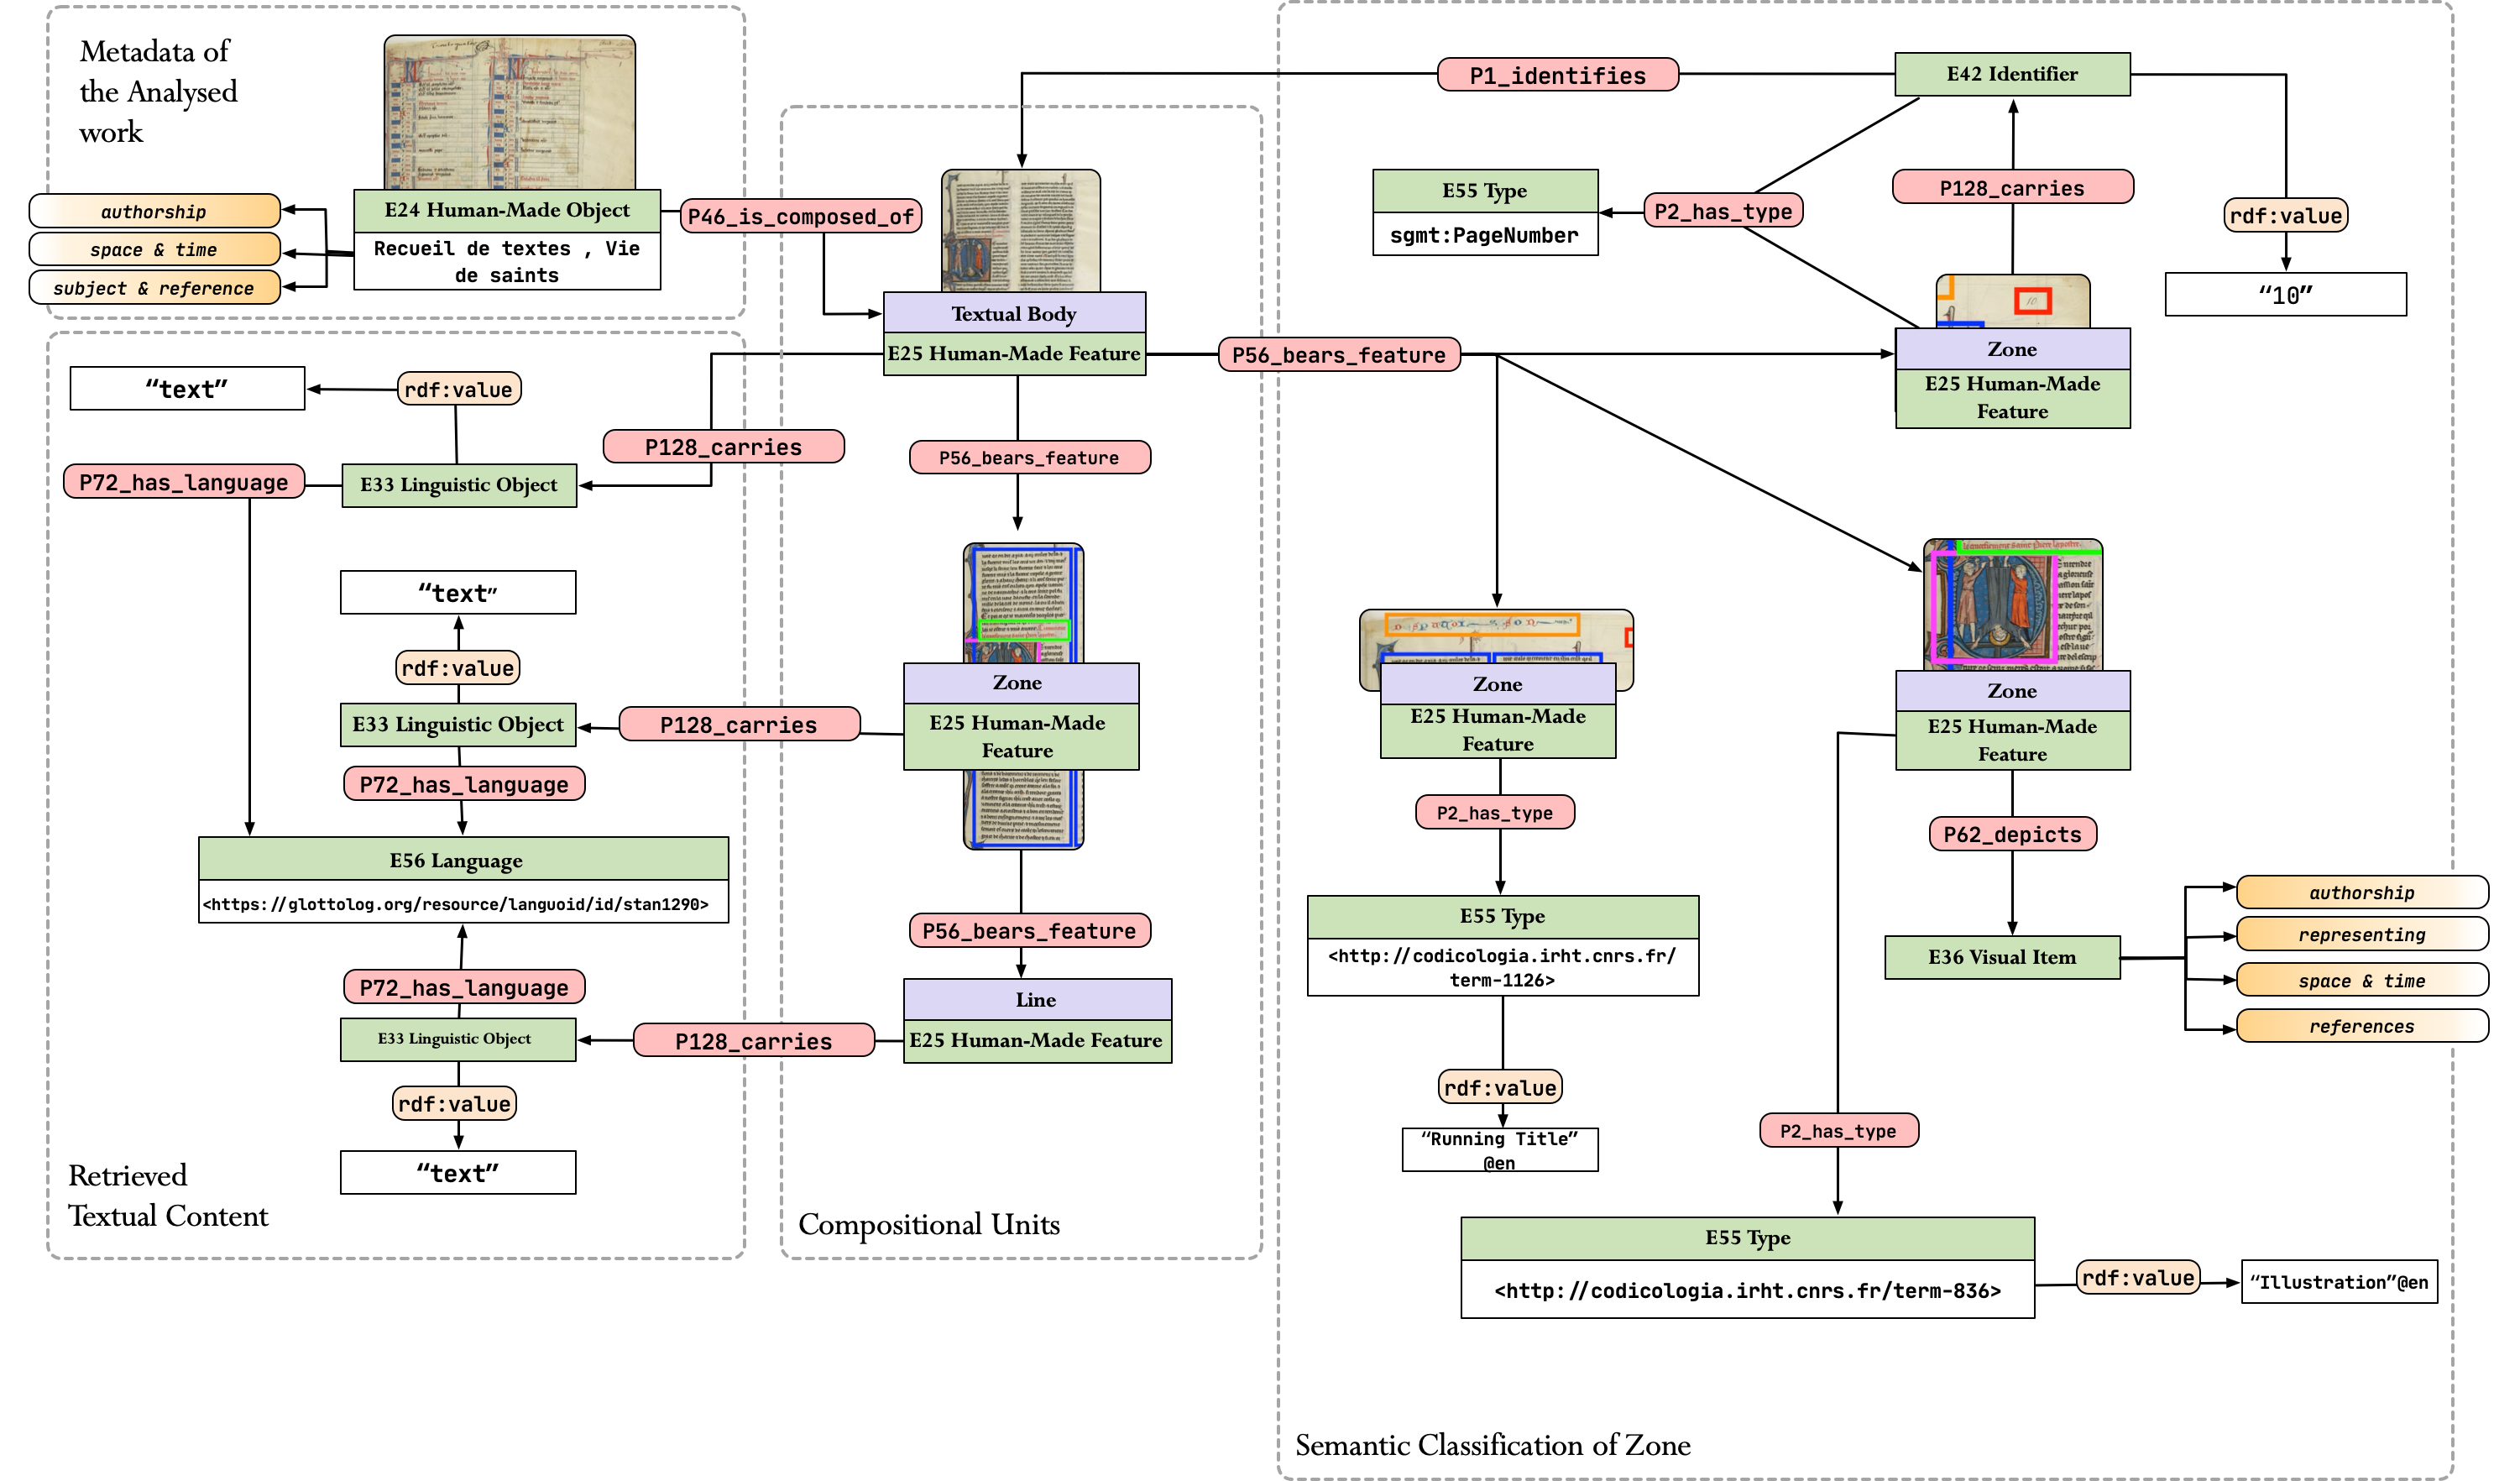 Metadata of
the Analysed
work
E24 Human-Made Object
Recueil de textes , Vie
de saints
authorship
space & time
subject & reference
P46_is_composed_of
Textual Body
E25 Human-Made Feature
P1_identifies
E42 Identifier
E55 Type
sgmt:PageNumber
P2_has_type
P128_carries
rdf:value
“10”
10
Zone
E25 Human-Made
Feature
P56_bears_feature
“text”
rdf:value
P128_carries
P72_has_language
E33 Linguistic Object
P56_bears_feature
“text”
rdf:value
E33 Linguistic Object
P128_carries
Zone
E25 Human-Made
Feature
P72_has_language
E56 Language
<https://glottolog.org/resource/languoid/id/stan1290>
P56_bears_feature
P72_has_language
Line
E33 Linguistic Object
P128_carries
E25 Human-Made Feature
rdf:value
“text”
Retrieved
Textual Content
Compositional Units
Zone
E25 Human-Made
Feature
P2_has_type
E55 Type
<http://codicologia.irht.cnrs.fr/
term-1126>
rdf:value
“Running Title”
@en
Zone
E25 Human-Made
Feature
P62_depicts
E36 Visual Item
authorship
representing
space & time
references
P2_has_type
E55 Type
<http://codicologia.irht.cnrs.fr/term-836>
rdf:value
“Illustration”@en
Semantic Classification of Zone